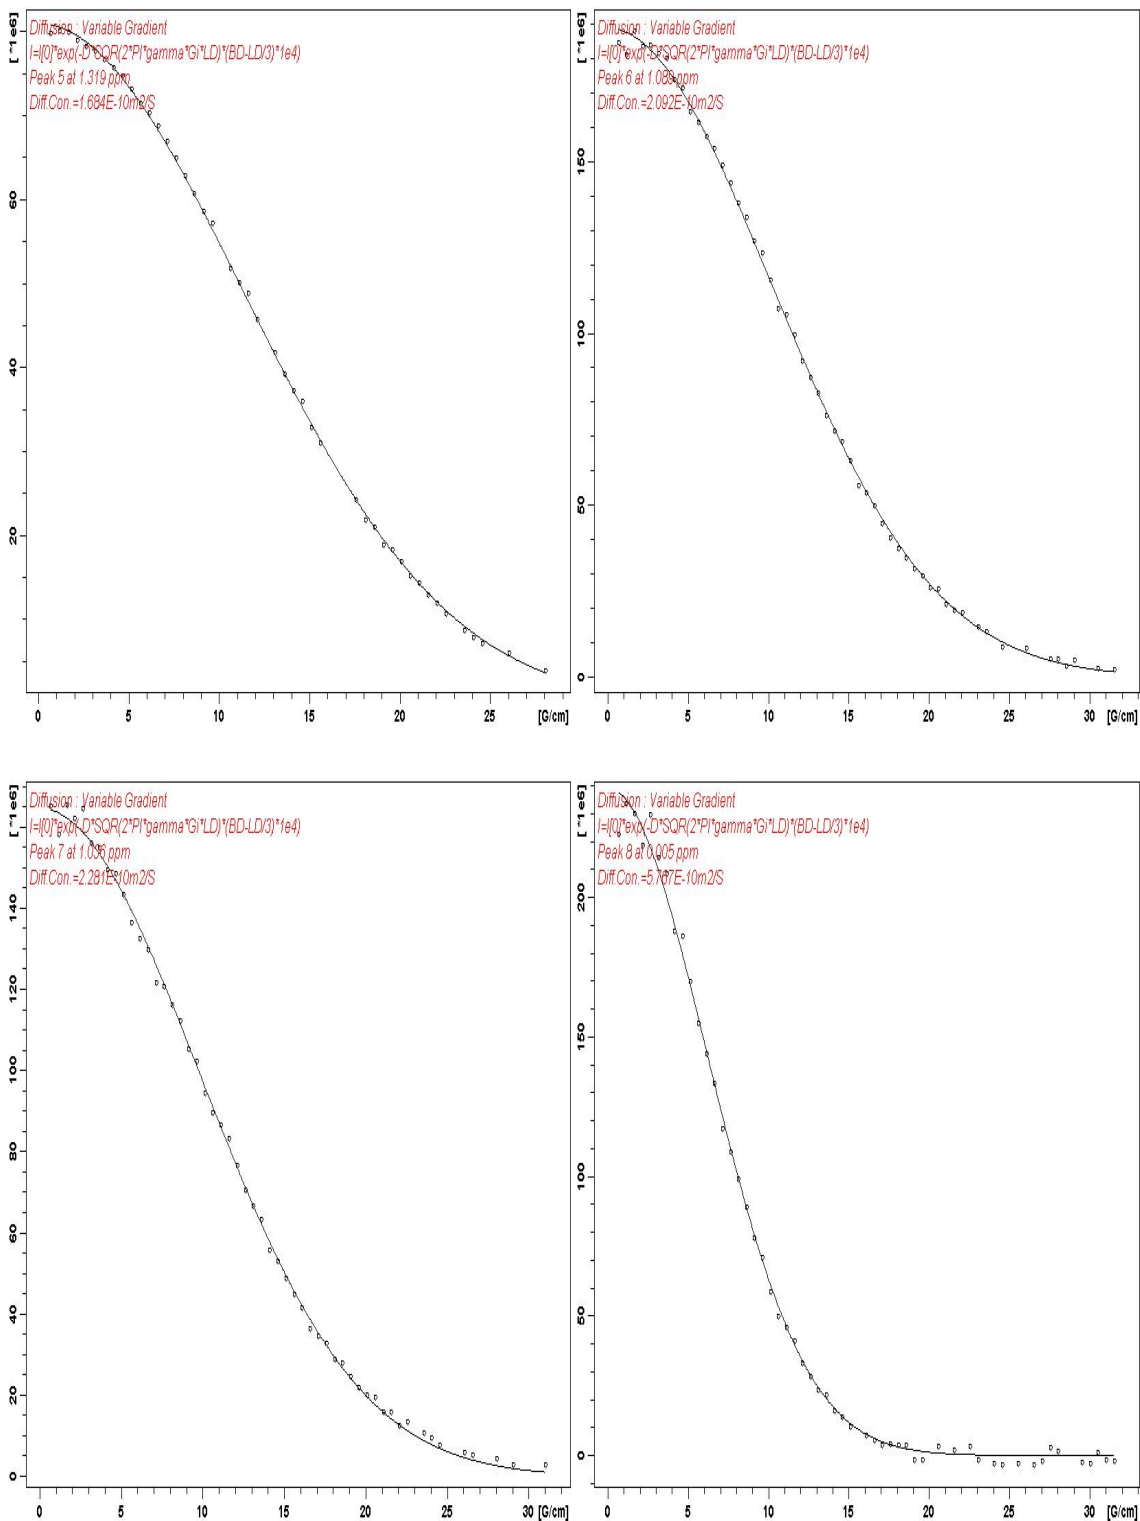 [*1e6]
Diffusion : Variable Gradient
I=I[0]*exp(-D*SQR(2*PI*gamma*Gi*LD)*(BD-LD/3)*1e4)
Peak 5 at 1.319 ppm
Diff.Con.=1.684E-10m2/S
60
40
20
0 5 10 15 20 25 [G/cm]
[*1e6]
Diffusion : Variable Gradient
I=I[0]*exp(-D*SQR(2*PI*gamma*Gi*LD)*(BD-LD/3)*1e4)
Peak 6 at 1.089 ppm
Diff.Con.=2.092E-10m2/S
150
100
50
0
0 5 10 15 20 25 30 [G/cm]
[*1e6]
Diffusion : Variable Gradient
I=I[0]*exp(-D*SQR(2*PI*gamma*Gi*LD)*(BD-LD/3)*1e4)
Peak 7 at 1.036 ppm
Diff.Con.=2.281E-10m2/S
140
120
100
80
60
40
20
0
0 5 10 15 20 25 30 [G/cm]
[*1e6]
Diffusion : Variable Gradient
I=I[0]*exp(-D*SQR(2*PI*gamma*Gi*LD)*(BD-LD/3)*1e4)
Peak 8 at 0.005 ppm
Diff.Con.=5.767E-10m2/S
200
150
100
50
0
0 5 10 15 20 25 30 [G/cm]